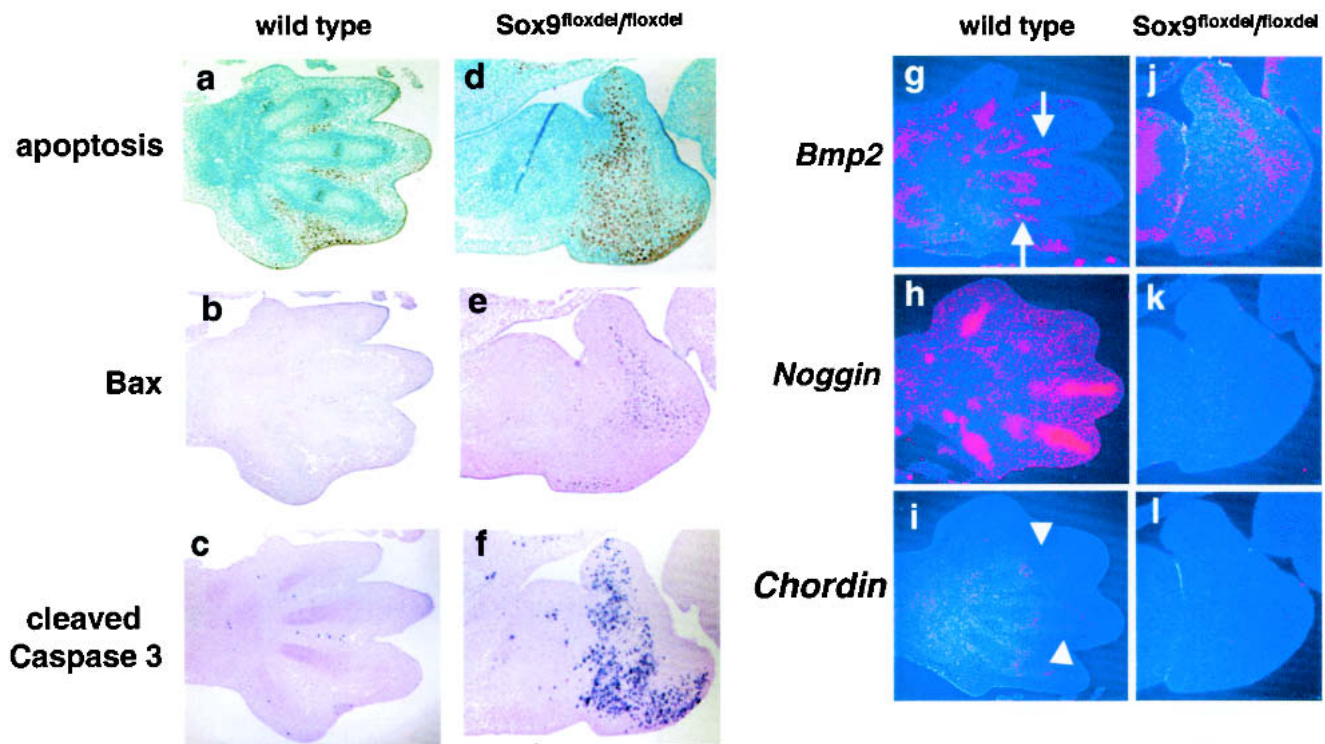 wild type
Sox9floxdel/floxdel
wild type
Sox9floxdel/floxdel
apoptosis
a
d
Bax
b
e
cleaved
Caspase 3
c
f
Bmp2
g
j
Noggin
h
k
Chordin
i
l